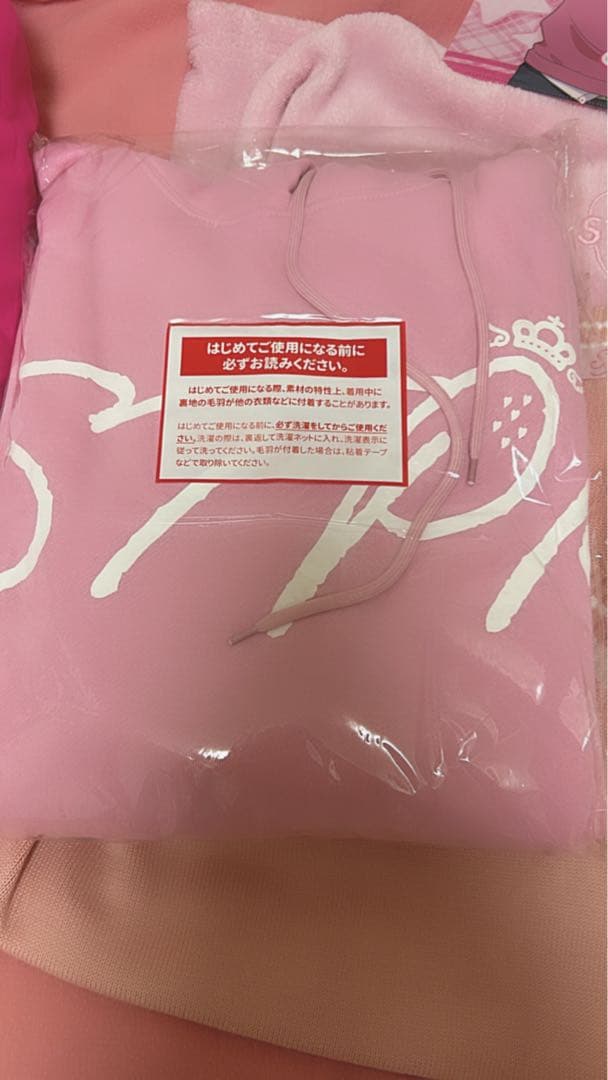 はじめてご使用になる前に
必ずお読みください。
はじめてご使用になる際、素材の特性上、着用中に
裏地の毛羽が他の衣類などに付着することがあります。
はじめてご使用になる前に、必ず洗濯をしてからご使用くだ
さい。洗濯の際は、裏返して洗濯ネットに入れ、洗濯表示に
従って洗ってください。毛羽が付着した場合は、粘着テープ
などで取り除いてください。
STPR
S